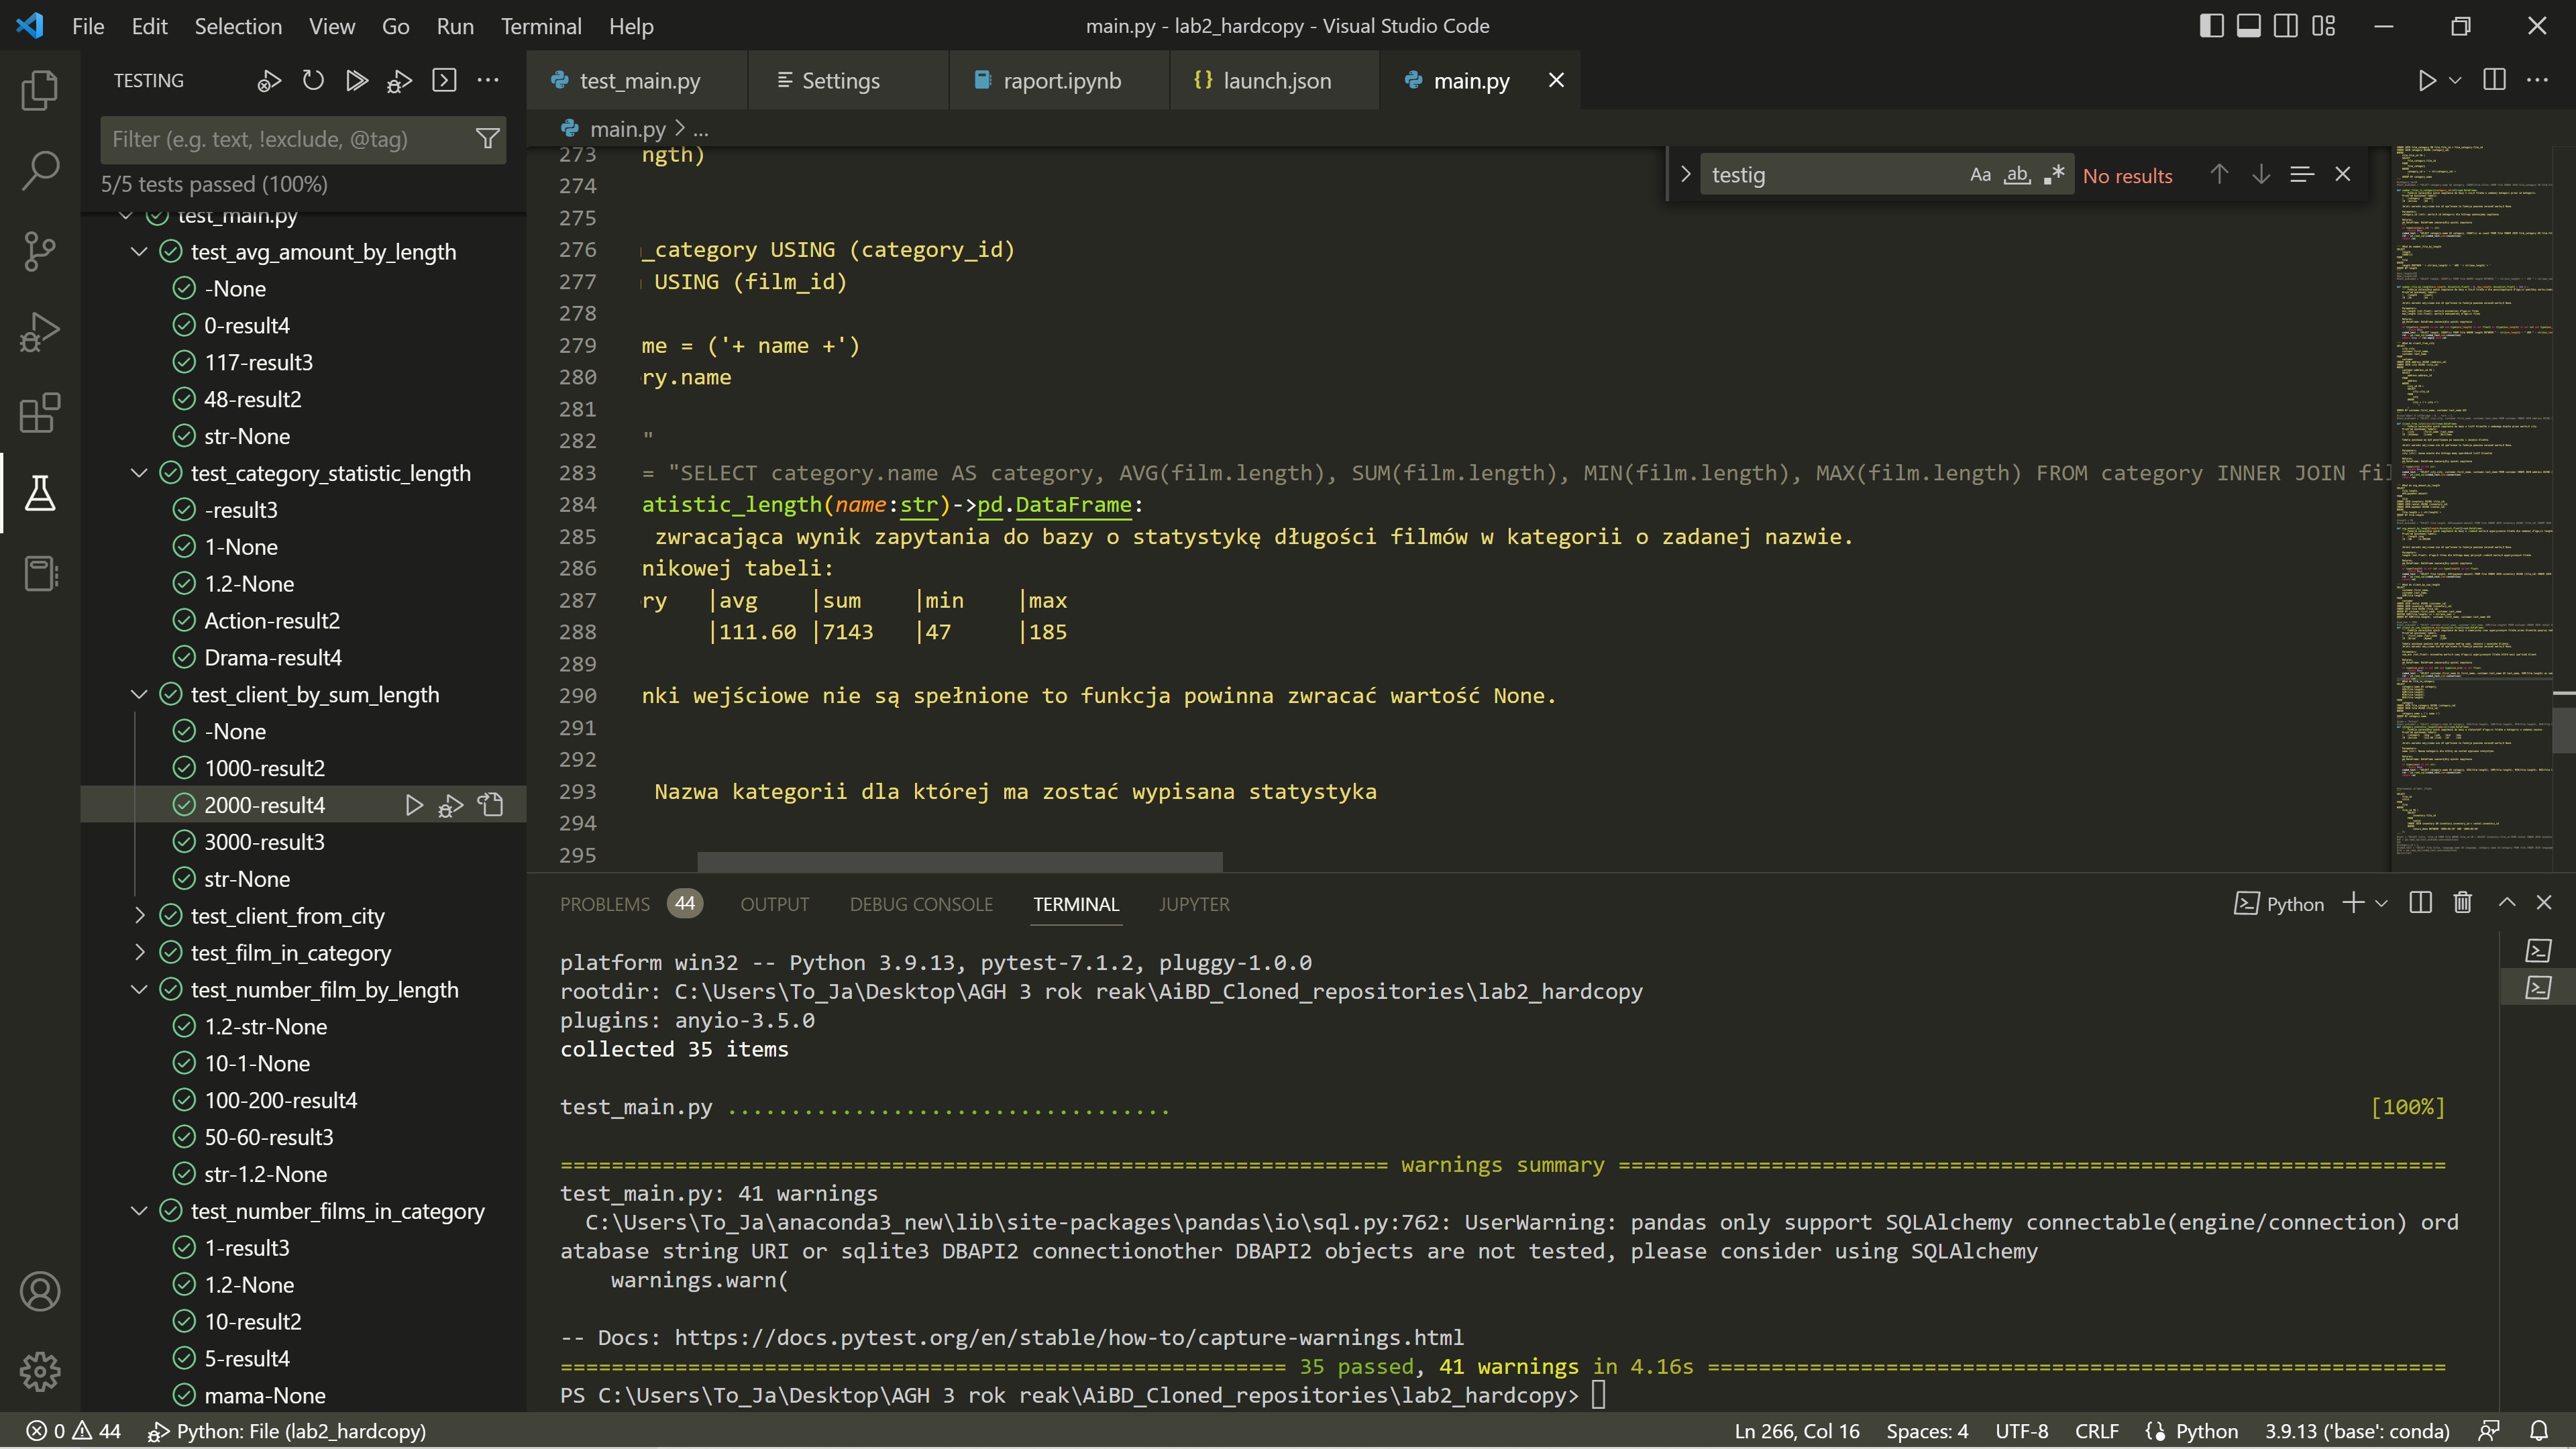 File Edit Selection View Go Run Terminal Help
main.py - lab2_hardcopy - Visual Studio Code
TESTING
Filter (e.g. text, !exclude, @tag)
5/5 tests passed (100%)
test_main.py
test_avg_amount_by_length
-None
0-result4
117-result3
48-result2
str-None
test_category_statistic_length
-result3
1-None
1.2-None
Action-result2
Drama-result4
test_client_by_sum_length
-None
1000-result2
2000-result4
3000-result3
str-None
test_client_from_city
test_film_in_category
test_number_film_by_length
1.2-str-None
10-1-None
100-200-result4
50-60-result3
str-1.2-None
test_number_films_in_category
1-result3
1.2-None
10-result2
5-result4
mama-None
test_main.py Settings raport.ipynb launch.json main.py
main.py > ...
testig Aa ab .* No results
273 ngth)
274
275
276 _category USING (category_id)
277 USING (film_id)
278
279 me = ('+ name +')
280 ry.name
281
282 "
283 = "SELECT category.name AS category, AVG(film.length), SUM(film.length), MIN(film.length), MAX(film.length) FROM category INNER JOIN fil
284 atistic_length(name:str)->pd.DataFrame:
285 zwracająca wynik zapytania do bazy o statystykę długości filmów w kategorii o zadanej nazwie.
286 nikowej tabeli:
287 ry |avg |sum |min |max
288 |111.60 |7143 |47 |185
289
290 nki wejściowe nie są spełnione to funkcja powinna zwracać wartość None.
291
292
293 Nazwa kategorii dla której ma zostać wypisana statystyka
294
295
PROBLEMS 44 OUTPUT DEBUG CONSOLE TERMINAL JUPYTER
Python
platform win32 -- Python 3.9.13, pytest-7.1.2, pluggy-1.0.0
rootdir: C:\Users\To_Ja\Desktop\AGH 3 rok reak\AiBD_Cloned_repositories\lab2_hardcopy
plugins: anyio-3.5.0
collected 35 items
test_main.py ................................... [100%]
================================================================= warnings summary =================================================================
test_main.py: 41 warnings
C:\Users\To_Ja\anaconda3_new\lib\site-packages\pandas\io\sql.py:762: UserWarning: pandas only support SQLAlchemy connectable(engine/connection) ord
atabase string URI or sqlite3 DBAPI2 connectionother DBAPI2 objects are not tested, please consider using SQLAlchemy
warnings.warn(
-- Docs: https://docs.pytest.org/en/stable/how-to/capture-warnings.html
========================================================= 35 passed, 41 warnings in 4.16s ==========================================================
PS C:\Users\To_Ja\Desktop\AGH 3 rok reak\AiBD_Cloned_repositories\lab2_hardcopy>
0 44 Python: File (lab2_hardcopy)
Ln 266, Col 16 Spaces: 4 UTF-8 CRLF Python 3.9.13 ('base': conda)